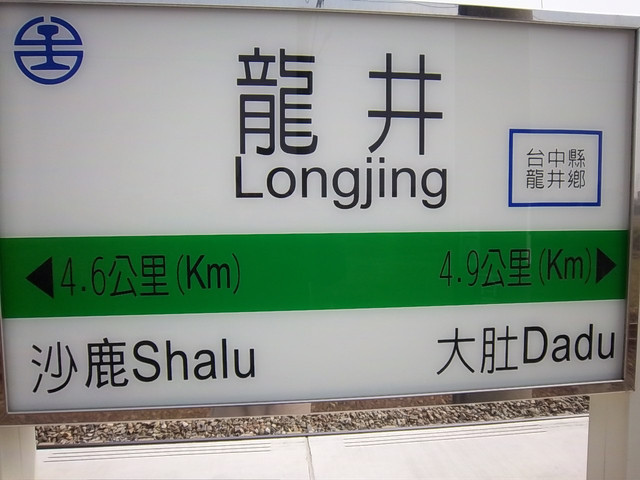 龍井
Longjing
台中縣
龍井鄉
4.6公里(Km)
4.9公里(Km)
沙鹿Shalu
大肚Dadu